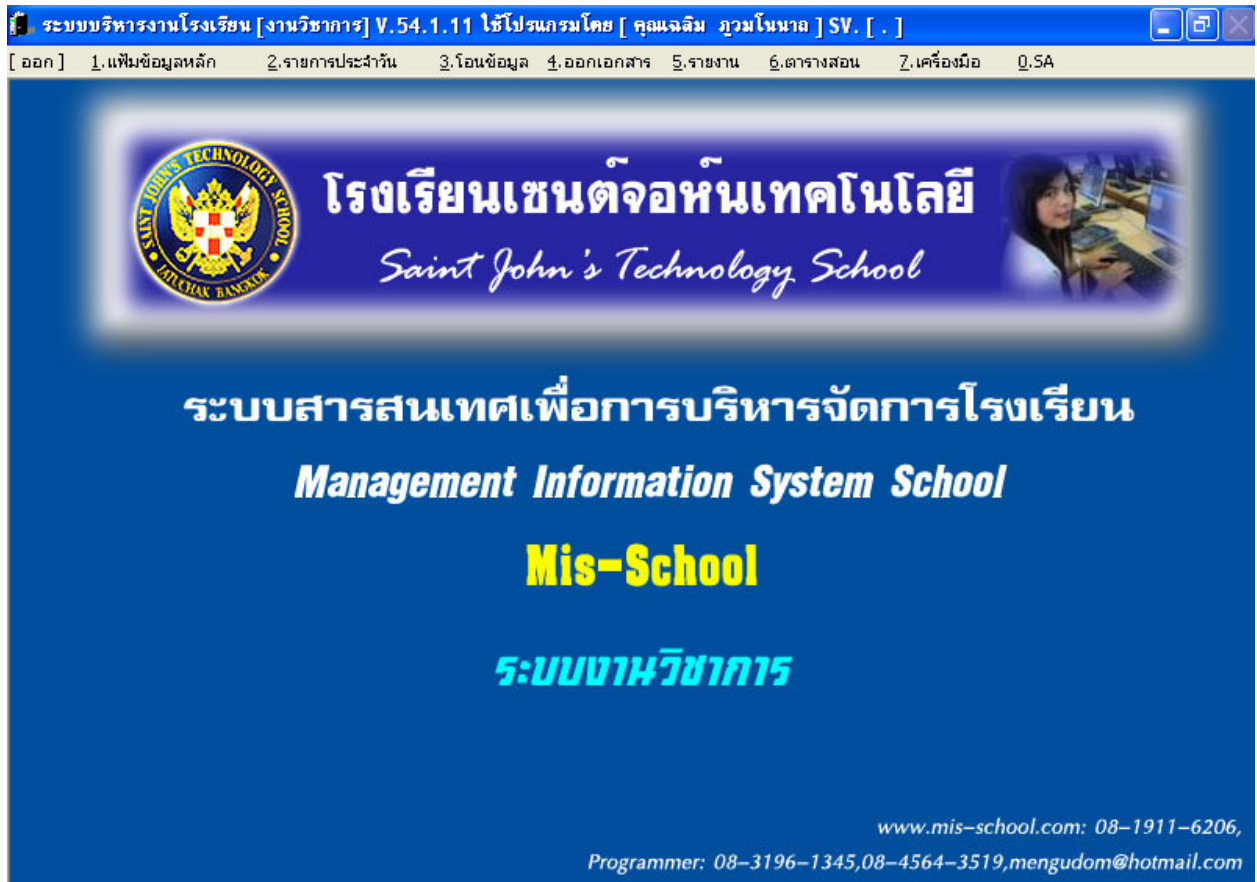 ระบบบริหารงานโรงเรียน [งานวิชาการ] V.54.1.11 ใช้โปรแกรมโดย [ คุณเฉลิม ภูวมโนนาถ ] SV. [ . ]
[ ออก ] 1.แฟ้มข้อมูลหลัก 2.รายการประจำวัน 3.โอนข้อมูล 4.ออกเอกสาร 5.รายงาน 6.ตารางสอน 7.เครื่องมือ 0.SA
SAINT JOHN'S TECHNOLOGY SCHOOL
JATUCHAK BANGKOK
โรงเรียนเซนต์จอห์นเทคโนโลยี
Saint John's Technology School
ระบบสารสนเทศเพื่อการบริหารจัดการโรงเรียน
Management Information System School
Mis-School
ระบบงานวิชาการ
www.mis-school.com: 08-1911-6206,
Programmer: 08-3196-1345,08-4564-3519,mengudom@hotmail.com